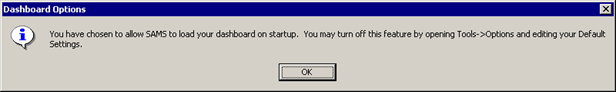 Dashboard Options
You have chosen to allow SAMS to load your dashboard on startup.  You may turn off this feature by opening Tools->Options and editing your Default
Settings.
OK